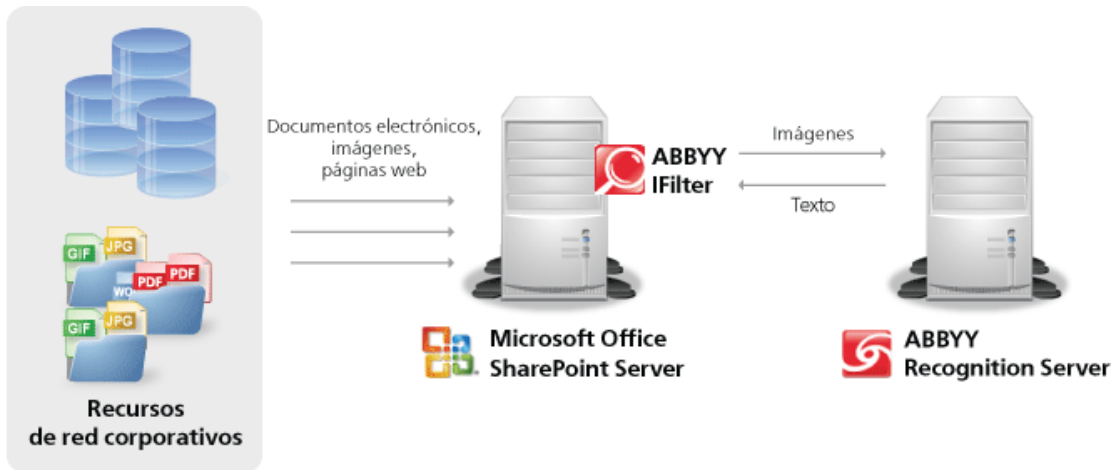 Documentos electrónicos,
imágenes,
páginas web
ABBYY
IFilter
Imágenes
Texto
GIF
JPG
PDF
PDF
GIF
JPG
Microsoft Office
SharePoint Server
ABBYY
Recognition Server
Recursos
de red corporativos